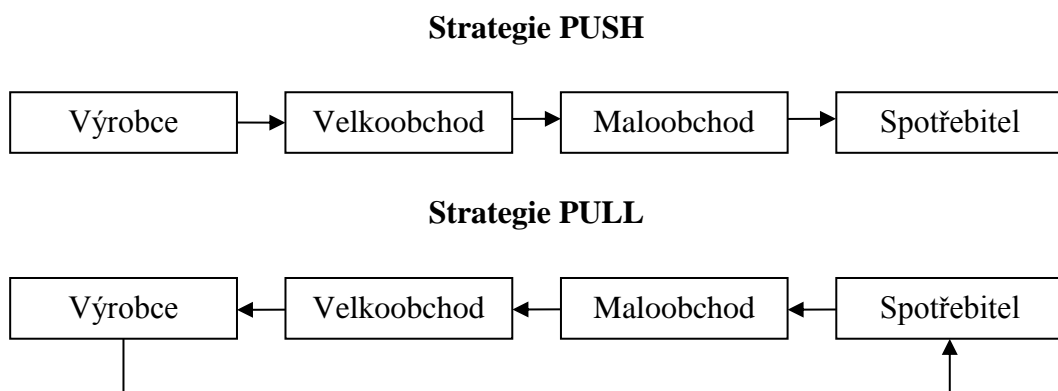 Strategie PUSH
Výrobce Velkoobchod Maloobchod Spotřebitel
Strategie PULL
Výrobce Velkoobchod Maloobchod Spotřebitel